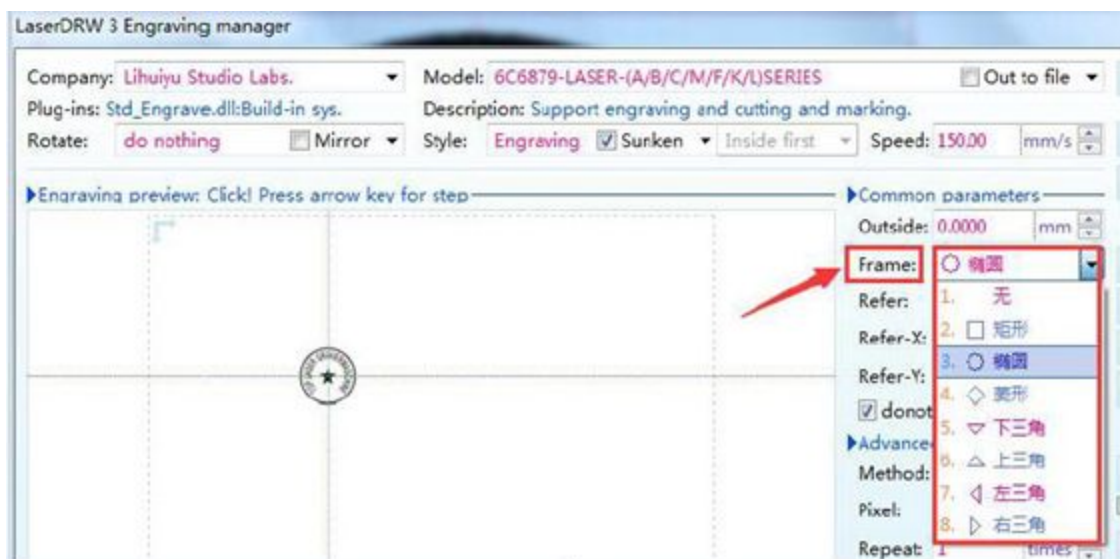 LaserDRW 3 Engraving manager
Company: Lihuiyu Studio Labs. Model: 6C6879-LASER-(A/B/C/M/F/K/L)SERIES Out to file
Plug-ins: Std_Engrave.dll:Build-in sys. Description: Support engraving and cutting and marking.
Rotate: do nothing Mirror Style: Engraving Sunken Inside first Speed: 150.00 mm/s
Engraving preview: Click! Press arrow key for step
Common parameters
Outside: 0.0000 mm
Frame: 椭圆
Refer: 1. 无
Refer-X: 2. 矩形
3. 椭圆
Refer-Y: 4. 菱形
donot 5. 下三角
Advance 6. 上三角
Method: 7. 左三角
Pixel: 8. 右三角
Repeat: 1 times